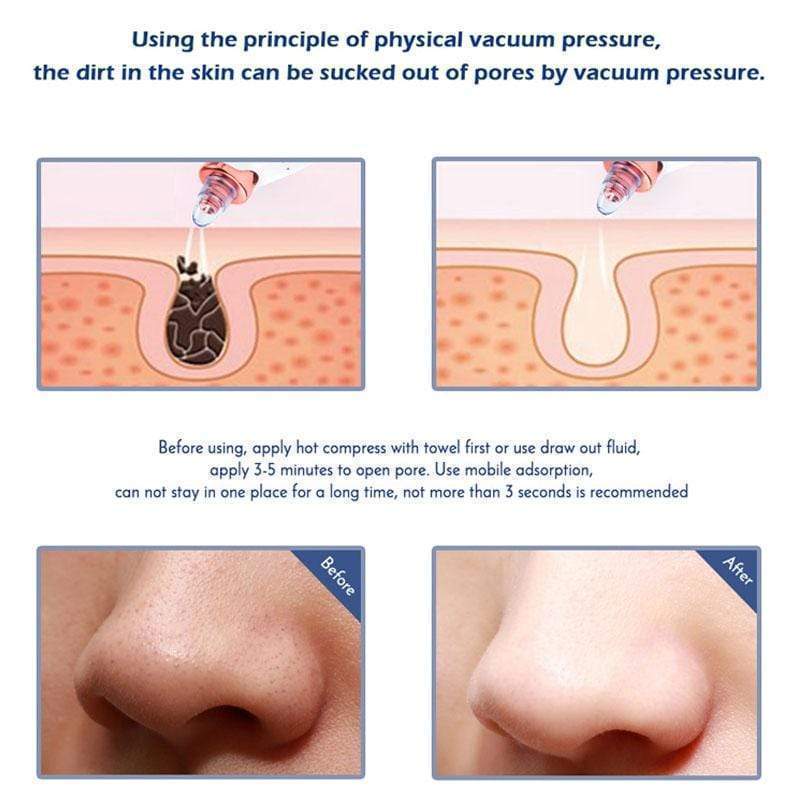 Using the principle of physical vacuum pressure,
the dirt in the skin can be sucked out of pores by vacuum pressure.
Before using, apply hot compress with towel first or use draw out fluid,
apply 3-5 minutes to open pore. Use mobile adsorption,
can not stay in one place for a long time, not more than 3 seconds is recommended
Before
After